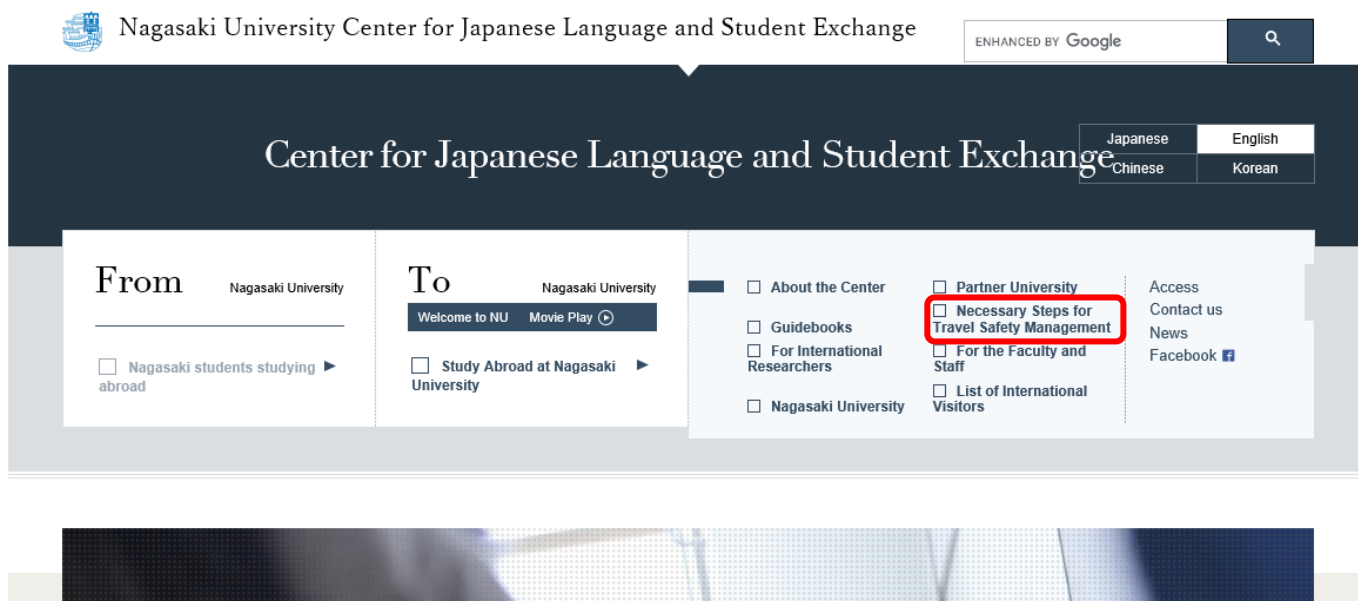 Nagasaki University Center for Japanese Language and Student Exchange
ENHANCED BY Google
Center for Japanese Language and Student Exchange
Japanese
English
Chinese
Korean
From
Nagasaki University
Nagasaki students studying
abroad
To
Nagasaki University
Welcome to NU
Movie Play
Study Abroad at Nagasaki
University
About the Center
Guidebooks
For International
Researchers
Nagasaki University
Partner University
Necessary Steps for
Travel Safety Management
For the Faculty and
Staff
List of International
Visitors
Access
Contact us
News
Facebook